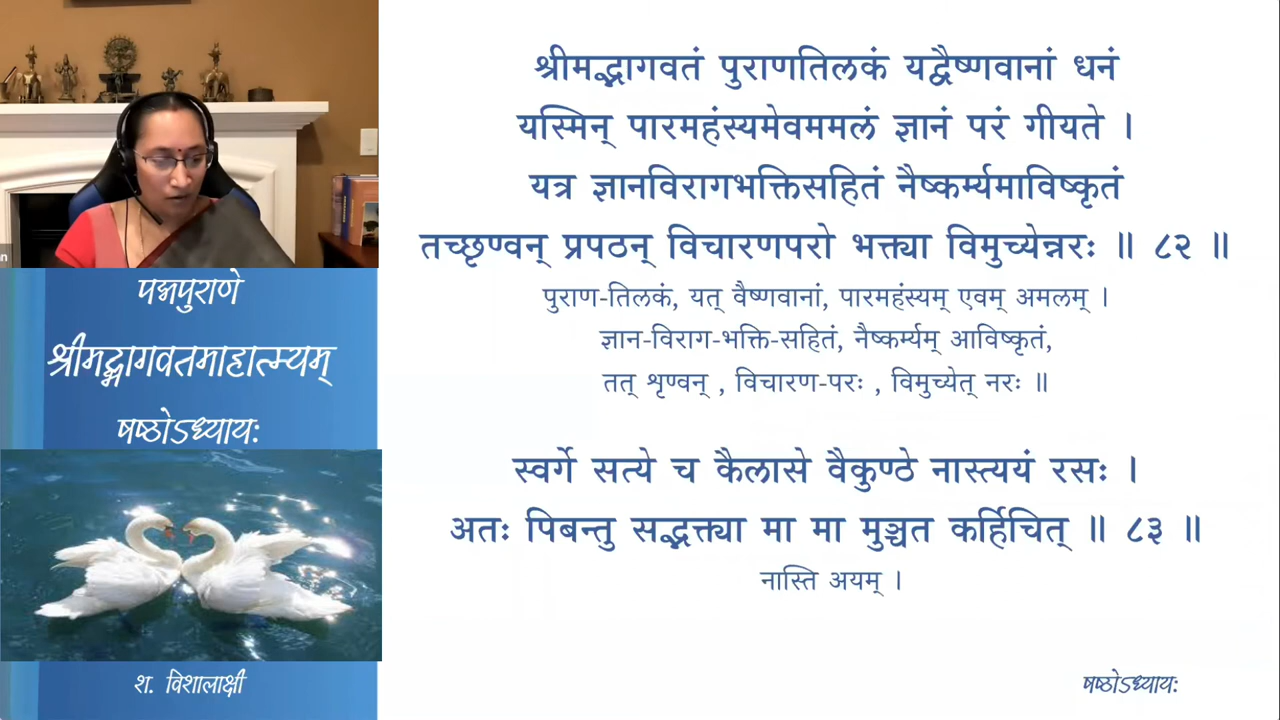 श्रीमद्भागवतं पुराणतिलकं यद्वैष्णवानां धनं
यस्मिन् पारमहंस्यमेवममलं ज्ञानं परं गीयते ।
यत्र ज्ञानविरागभक्तिसहितं नैष्कर्म्यमाविष्कृतं
तच्छृण्वन् प्रपठन् विचारणपरो भक्त्या विमुच्येन्नरः ॥ ८२ ॥
पुराण-तिलकं, यत् वैष्णवानां, पारमहंस्यम् एवम् अमलम् ।
ज्ञान-विराग-भक्ति-सहितं, नैष्कर्म्यम् आविष्कृतं,
तत् शृण्वन् , विचारण-परः , विमुच्येत् नरः ॥
स्वर्गे सत्ये च कैलासे वैकुण्ठे नास्त्ययं रसः ।
अतः पिबन्तु सद्भक्त्या मा मा मुञ्चत कर्हिचित् ॥ ८३ ॥
नास्ति अयम् ।
षष्ठोऽध्यायः
पद्मपुराणे
श्रीमद्भागवतमाहात्म्यम्
षष्ठोऽध्यायः
श. विशालाक्षी